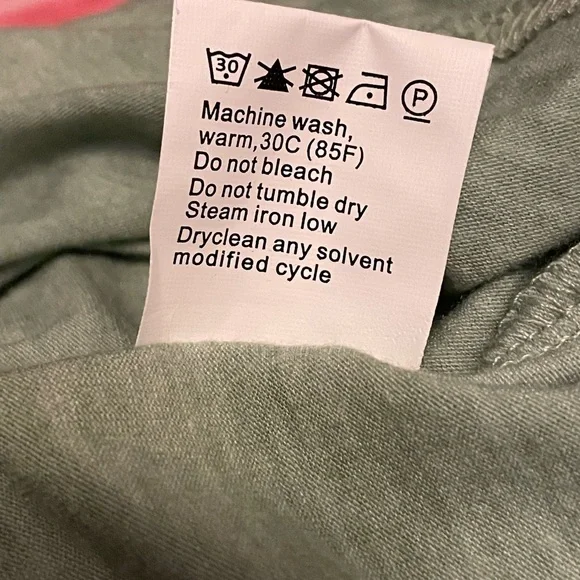 30 P
Machine wash,
warm,30C (85F)
Do not bleach
Do not tumble dry
Steam iron low
Dryclean any solvent
modified cycle